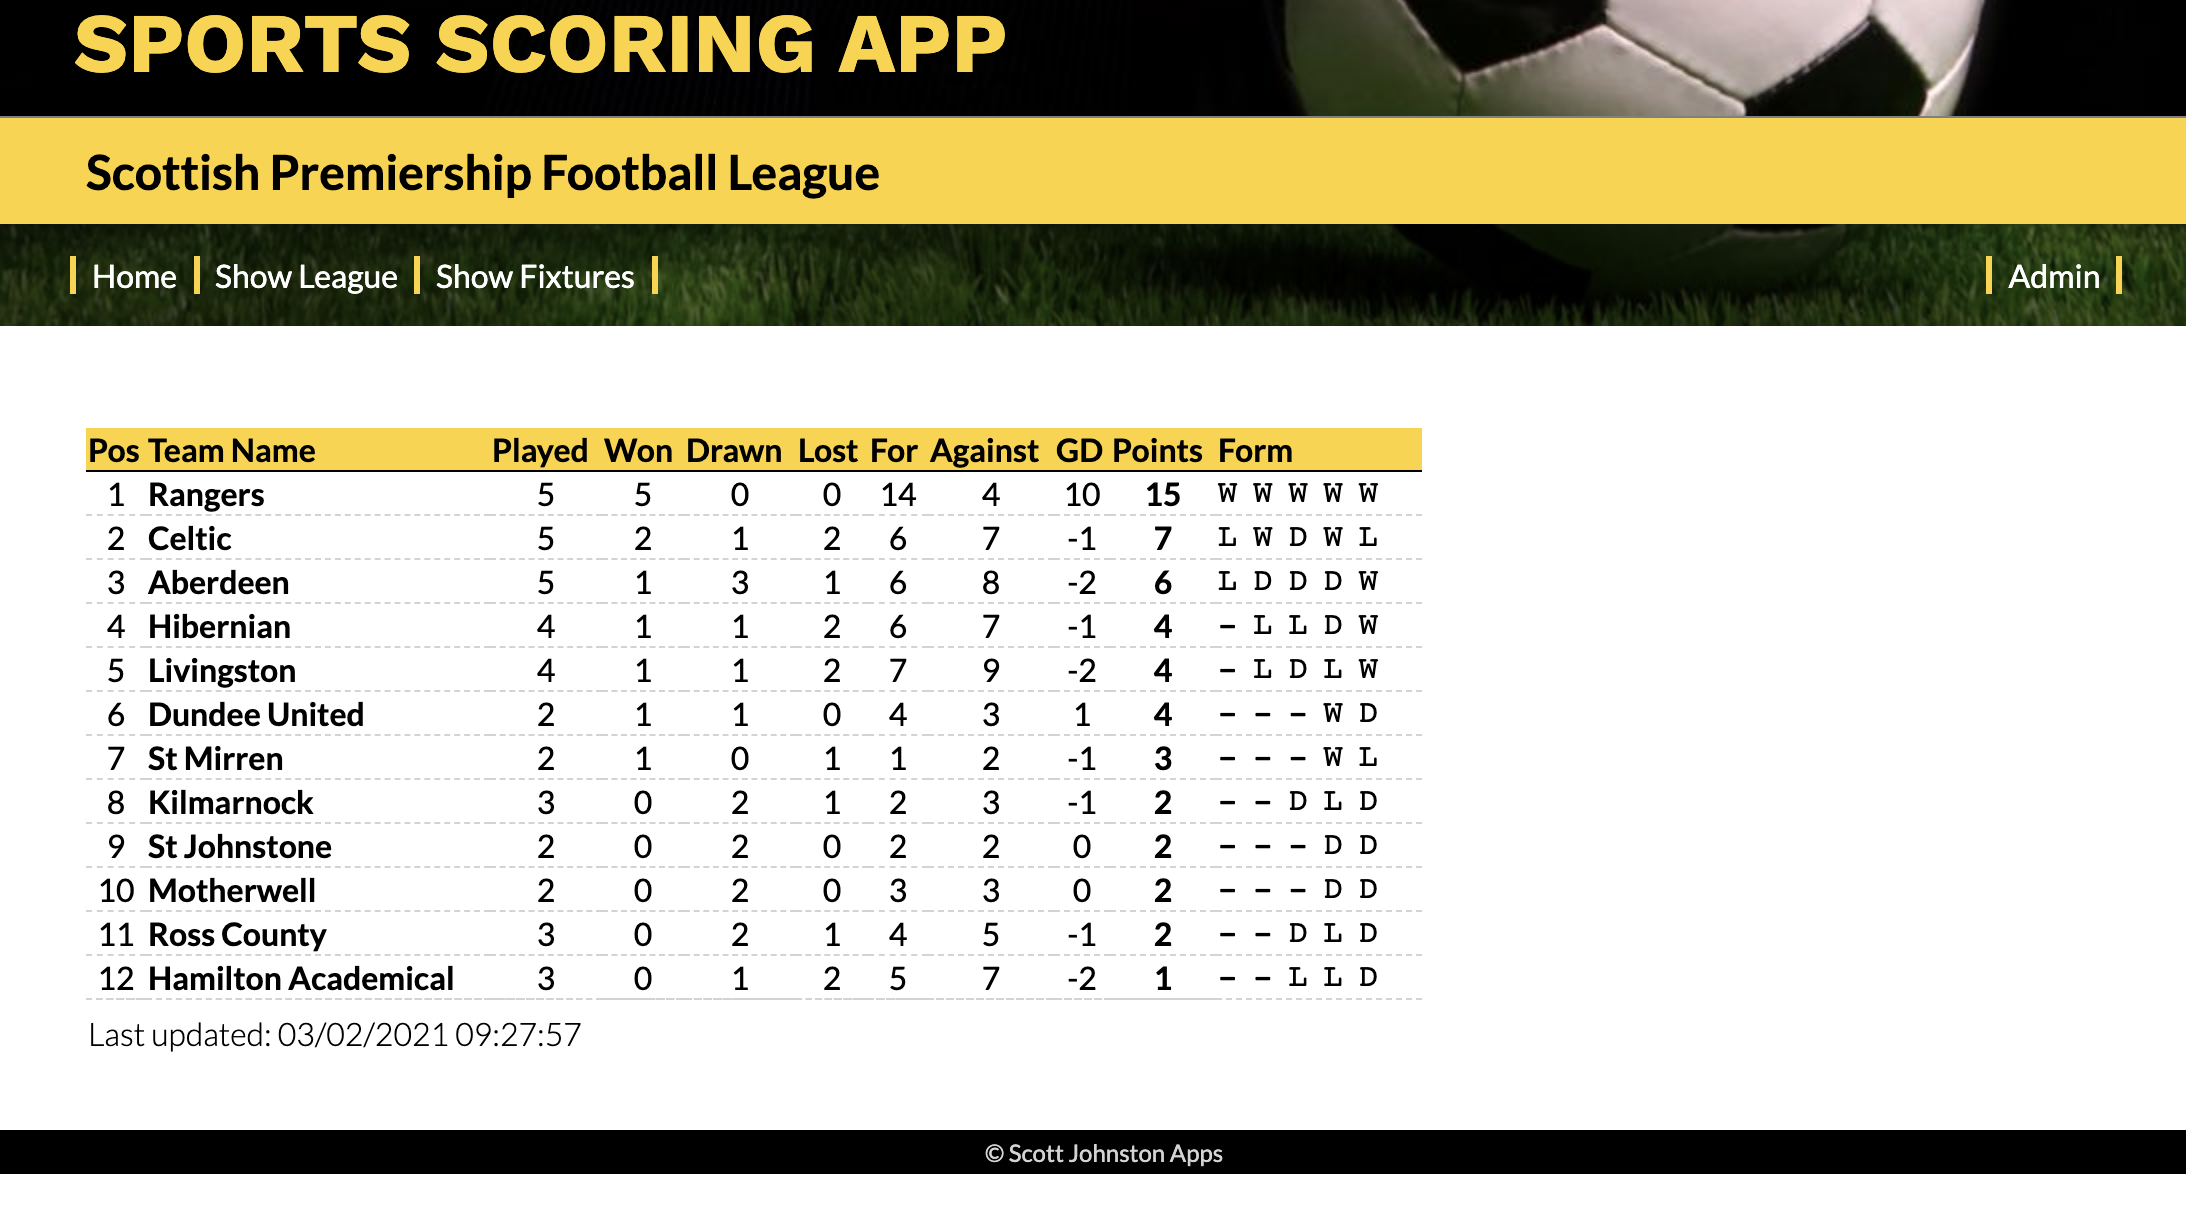 SPORTS SCORING APP
Scottish Premiership Football League
Home Show League Show Fixtures Admin
Pos Team Name Played Won Drawn Lost For Against GD Points Form
1 Rangers 5 5 0 0 14 4 10 15 W W W W W
2 Celtic 5 2 1 2 6 7 -1 7 L W D W L
3 Aberdeen 5 1 3 1 6 8 -2 6 L D D D W
4 Hibernian 4 1 1 2 6 7 -1 4 - L L D W
5 Livingston 4 1 1 2 7 9 -2 4 - L D L W
6 Dundee United 2 1 1 0 4 3 1 4 - - - W D
7 St Mirren 2 1 0 1 1 2 -1 3 - - - W L
8 Kilmarnock 3 0 2 1 2 3 -1 2 - - D L D
9 St Johnstone 2 0 2 0 2 2 0 2 - - - D D
10 Motherwell 2 0 2 0 3 3 0 2 - - - D D
11 Ross County 3 0 2 1 4 5 -1 2 - - D L D
12 Hamilton Academical 3 0 1 2 5 7 -2 1 - - L L D
Last updated: 03/02/2021 09:27:57
© Scott Johnston Apps